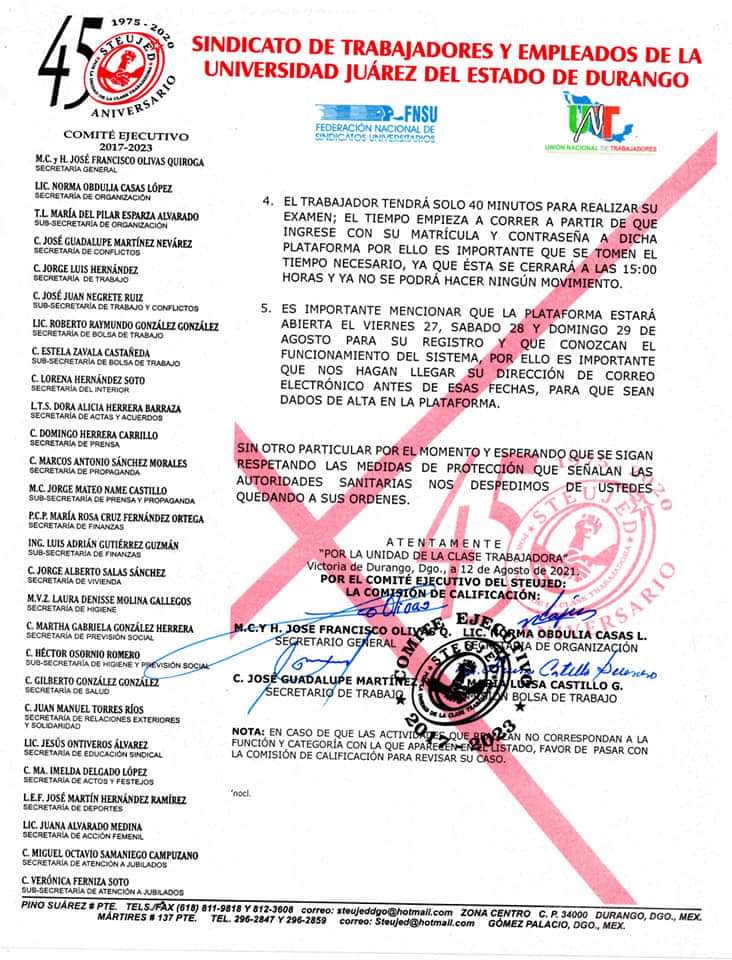 45
1975-2020
STEUJED
POR LA UNIDAD DE LA CLASE TRABAJADORA
ANIVERSARIO
SINDICATO DE TRABAJADORES Y EMPLEADOS DE LA
UNIVERSIDAD JUÁREZ DEL ESTADO DE DURANGO
FNSU
FEDERACIÓN NACIONAL DE
SINDICATOS UNIVERSITARIOS
UNT
UNIÓN NACIONAL DE TRABAJADORES
COMITÉ EJECUTIVO
2017-2023
M.C. y H. JOSÉ FRANCISCO OLIVAS QUIROGA
SECRETARÍA GENERAL
LIC. NORMA OBDULIA CASAS LÓPEZ
SECRETARÍA DE ORGANIZACIÓN
T.L. MARÍA DEL PILAR ESPARZA ALVARADO
SUB-SECRETARÍA DE ORGANIZACIÓN
C. JOSÉ GUADALUPE MARTÍNEZ NEVÁREZ
SECRETARÍA DE CONFLICTOS
C. JORGE LUIS HERNÁNDEZ
SECRETARÍA DE TRABAJO
C. JOSÉ JUAN NEGRETE RUIZ
SUB-SECRETARÍA DE TRABAJO Y CONFLICTOS
LIC. ROBERTO RAYMUNDO GONZÁLEZ GONZÁLEZ
SECRETARÍA DE BOLSA DE TRABAJO
C. ESTELA ZAVALA CASTAÑEDA
SUB-SECRETARÍA DE BOLSA DE TRABAJO
C. LORENA HERNÁNDEZ SOTO
SECRETARÍA DEL INTERIOR
L.T.S. DORA ALICIA HERRERA BARRAZA
SECRETARÍA DE ACTAS Y ACUERDOS
C. DOMINGO HERRERA CARRILLO
SECRETARÍA DE PRENSA
C. MARCOS ANTONIO SÁNCHEZ MORALES
SECRETARÍA DE PROPAGANDA
M.C. JORGE MATEO NAME CASTILLO
SUB-SECRETARÍA DE PRENSA Y PROPAGANDA
P.C.P. MARÍA ROSA CRUZ FERNÁNDEZ ORTEGA
SECRETARÍA DE FINANZAS
ING. LUIS ADRIÁN GUTIÉRREZ GUZMÁN
SUB-SECRETARÍA DE FINANZAS
C. JORGE ALBERTO SALAS SÁNCHEZ
SECRETARÍA DE VIVIENDA
M.V.Z. LAURA DENISSE MOLINA GALLEGOS
SECRETARÍA DE HIGIENE
C. MARTHA GABRIELA GONZÁLEZ HERRERA
SECRETARÍA DE PREVISIÓN SOCIAL
C. HÉCTOR OSORNIO ROMERO
SUB-SECRETARÍA DE HIGIENE Y PREVISIÓN SOCIAL
C. GILBERTO GONZÁLEZ GONZÁLEZ
SECRETARÍA DE SALUD
C. JUAN MANUEL TORRES RÍOS
SECRETARÍA DE RELACIONES EXTERIORES
Y SOLIDARIDAD
LIC. JESÚS ONTIVEROS ÁLVAREZ
SECRETARÍA DE EDUCACIÓN SINDICAL
C. MA. IMELDA DELGADO LÓPEZ
SECRETARÍA DE ACTOS Y FESTEJOS
L.E.F. JOSÉ MARTÍN HERNÁNDEZ RAMÍREZ
SECRETARÍA DE DEPORTES
LIC. JUANA ALVARADO MEDINA
SECRETARÍA DE ACCIÓN FEMENIL
C. MIGUEL OCTAVIO SAMANIEGO CAMPUZANO
SECRETARÍA DE ATENCIÓN A JUBILADOS
C. VERÓNICA FERNIZA SOTO
SUB-SECRETARÍA DE ATENCIÓN A JUBILADOS
4. EL TRABAJADOR TENDRÁ SOLO 40 MINUTOS PARA REALIZAR SU
EXAMEN; EL TIEMPO EMPIEZA A CORRER A PARTIR DE QUE
INGRESE CON SU MATRÍCULA Y CONTRASEÑA A DICHA
PLATAFORMA POR ELLO ES IMPORTANTE QUE SE TOMEN EL
TIEMPO NECESARIO, YA QUE ÉSTA SE CERRARÁ A LAS 15:00
HORAS Y YA NO SE PODRÁ HACER NINGÚN MOVIMIENTO.
5. ES IMPORTANTE MENCIONAR QUE LA PLATAFORMA ESTARÁ
ABIERTA EL VIERNES 27, SABADO 28 Y DOMINGO 29 DE
AGOSTO PARA SU REGISTRO Y QUE CONOZCAN EL
FUNCIONAMIENTO DEL SISTEMA, POR ELLO ES IMPORTANTE
QUE NOS HAGAN LLEGAR SU DIRECCIÓN DE CORREO
ELECTRÓNICO ANTES DE ESAS FECHAS, PARA QUE SEAN
DADOS DE ALTA EN LA PLATAFORMA.
SIN OTRO PARTICULAR POR EL MOMENTO Y ESPERANDO QUE SE SIGAN
RESPETANDO LAS MEDIDAS DE PROTECCIÓN QUE SEÑALAN LAS
AUTORIDADES SANITARIAS NOS DESPEDIMOS DE USTEDES
QUEDANDO A SUS ORDENES.
A T E N T A M E N T E
"POR LA UNIDAD DE LA CLASE TRABAJADORA"
Victoria de Durango, Dgo., a 12 de Agosto de 2021.
POR EL COMITÉ EJECUTIVO DEL STEUJED:
LA COMISIÓN DE CALIFICACIÓN:
M.C.Y H. JOSE FRANCISCO OLIVAS Q. LIC. NORMA OBDULIA CASAS L.
SECRETARIO GENERAL SECRETARIA DE ORGANIZACIÓN
C. JOSÉ GUADALUPE MARTÍNEZ MARÍA LUISA CASTILLO G.
SECRETARIO DE TRABAJO BOLSA DE TRABAJO
COMITÉ EJECUTIVO
2017 - 2023
NOTA: EN CASO DE QUE LAS ACTIVIDADES QUE REALIZAN NO CORRESPONDAN A LA
FUNCIÓN Y CATEGORÍA CON LA QUE APARECEN EN EL LISTADO, FAVOR DE PASAR CON
LA COMISIÓN DE CALIFICACIÓN PARA REVISAR SU CASO.
'nocl.
PINO SUÁREZ # PTE. TELS./FAX (618) 811-9818 Y 812-3608 correo: steujeddgo@hotmail.com ZONA CENTRO C. P. 34000 DURANGO, DGO., MEX.
MÁRTIRES # 137 PTE. TEL. 296-2847 Y 296-2859 correo: Steujed@hotmail.com GÓMEZ PALACIO, DGO., MEX.